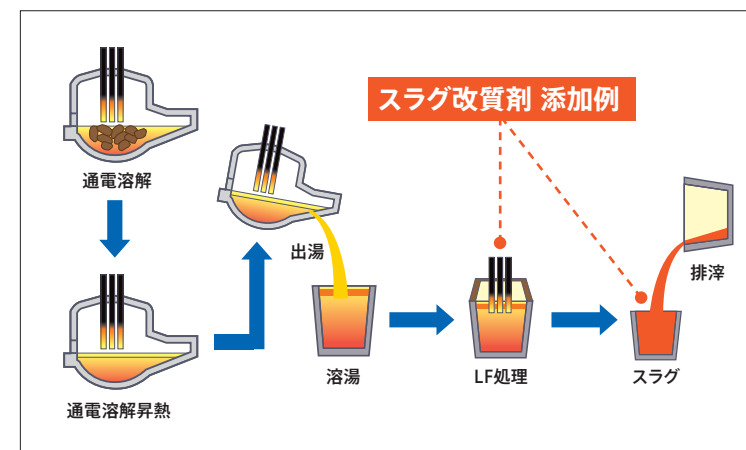 スラグ改質剤 添加例
通電溶解
出湯
排滓
溶湯
LF処理
スラグ
通電溶解昇熱